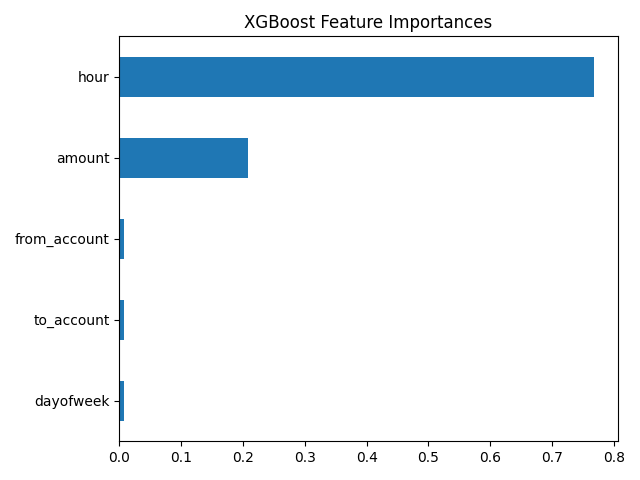 XGBoost Feature Importances
hour
amount
from_account
to_account
dayofweek
0.0 0.1 0.2 0.3 0.4 0.5 0.6 0.7 0.8